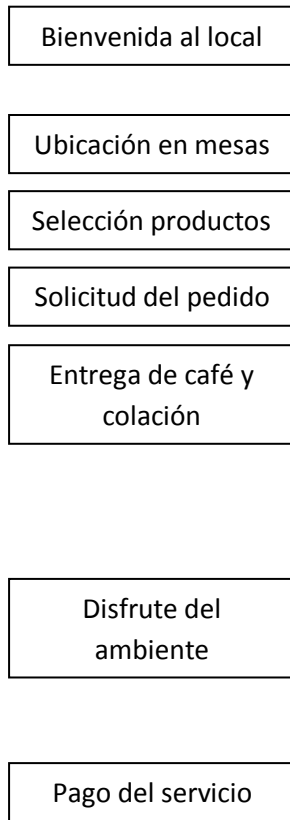 Bienvenida al local
Ubicación en mesas
Selección productos
Solicitud del pedido
Entrega de café y
colación
Disfrute del
ambiente
Pago del servicio